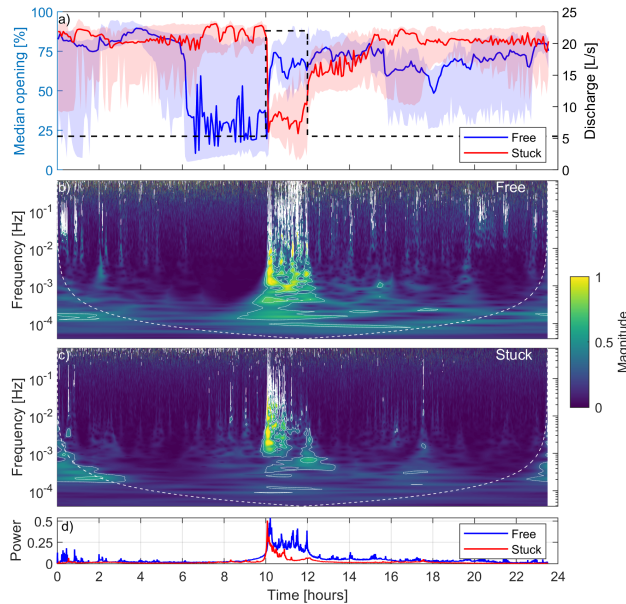 a)
100
75
50
25
0
Median opening [%]
25
20
15
10
5
0
Discharge [L/s]
Free
Stuck
b)
Free
10-1
10-2
10-3
10-4
Frequency [Hz]
c)
Stuck
10-1
10-2
10-3
10-4
Frequency [Hz]
1
0.5
0
Magnitude
d)
0.5
0.25
0
Power
Free
Stuck
0 2 4 6 8 10 12 14 16 18 20 22 24
Time [hours]